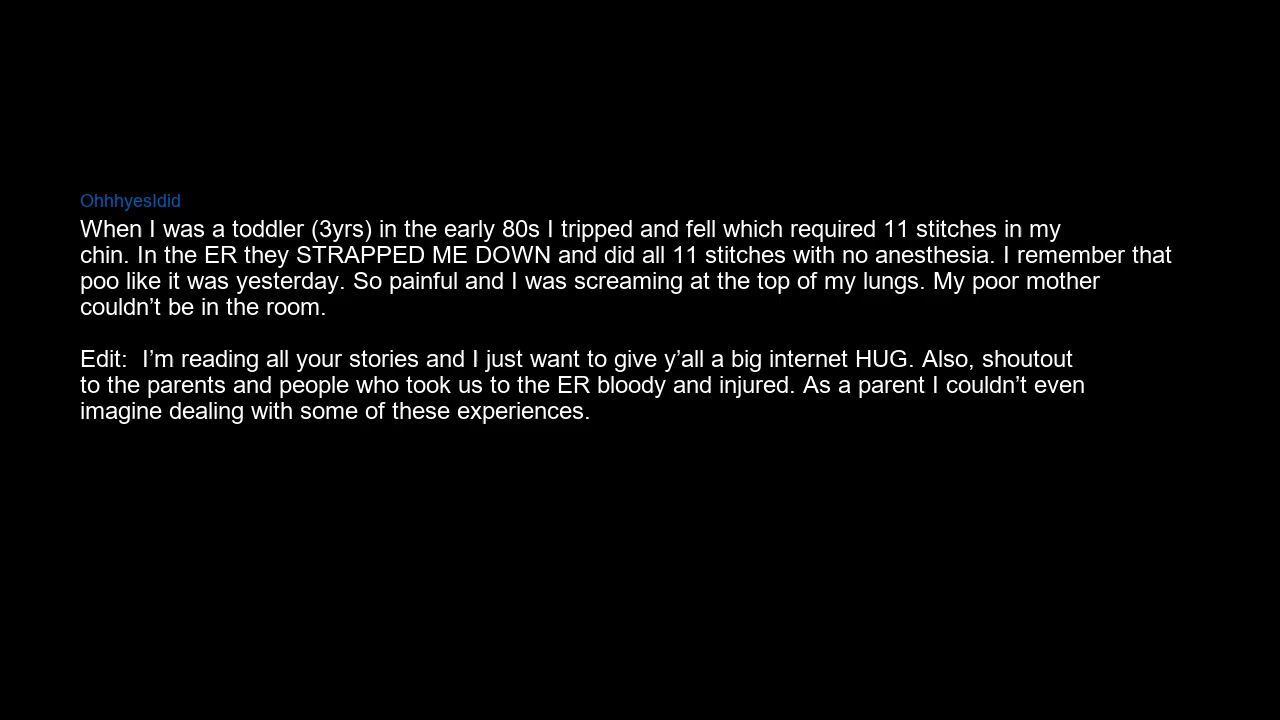 OhhhyesIdid
When I was a toddler (3yrs) in the early 80s I tripped and fell which required 11 stitches in my
chin. In the ER they STRAPPED ME DOWN and did all 11 stitches with no anesthesia. I remember that
poo like it was yesterday. So painful and I was screaming at the top of my lungs. My poor mother
couldn’t be in the room.
Edit:  I’m reading all your stories and I just want to give y’all a big internet HUG. Also, shoutout
to the parents and people who took us to the ER bloody and injured. As a parent I couldn’t even
imagine dealing with some of these experiences.